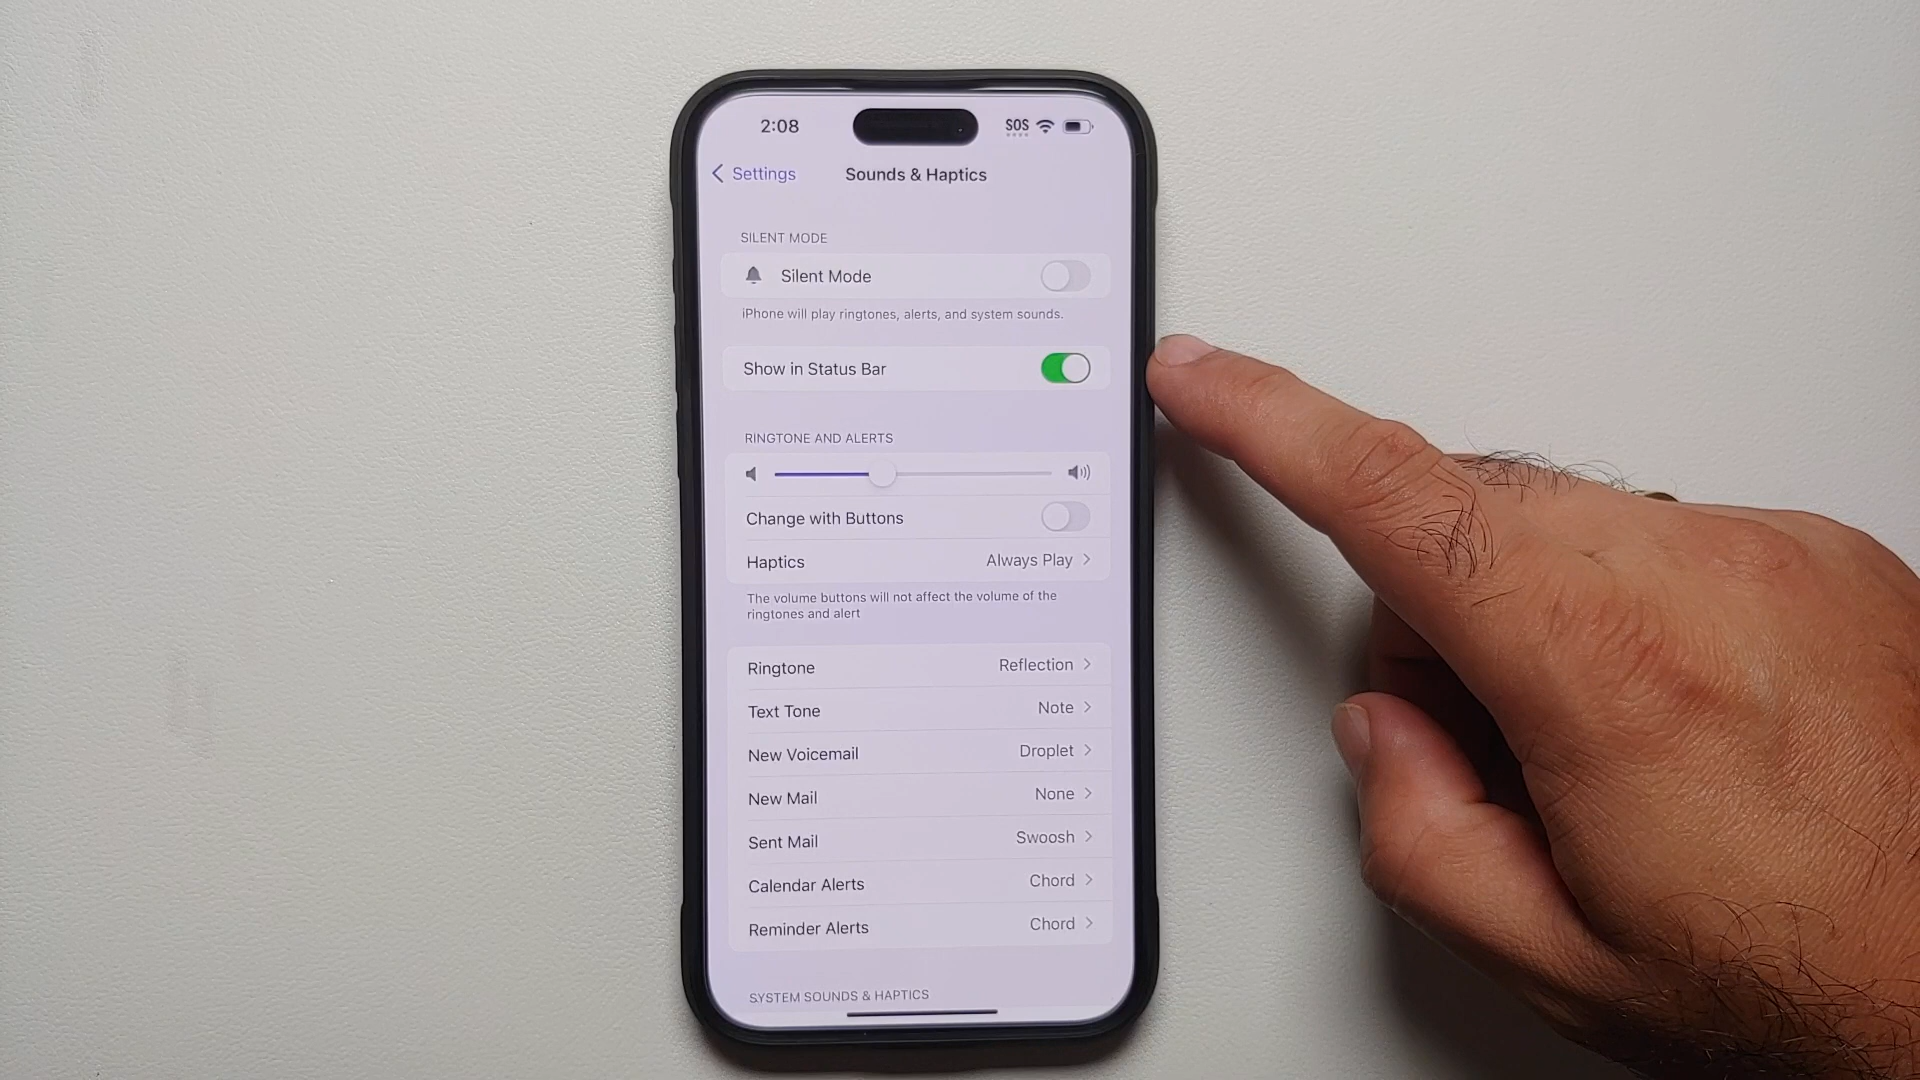 2:08 SOS
Settings Sounds & Haptics
SILENT MODE
Silent Mode
iPhone will play ringtones, alerts, and system sounds.
Show in Status Bar
RINGTONE AND ALERTS
Change with Buttons
Haptics Always Play
The volume buttons will not affect the volume of the
ringtones and alert
Ringtone Reflection
Text Tone Note
New Voicemail Droplet
New Mail None
Sent Mail Swoosh
Calendar Alerts Chord
Reminder Alerts Chord
SYSTEM SOUNDS & HAPTICS